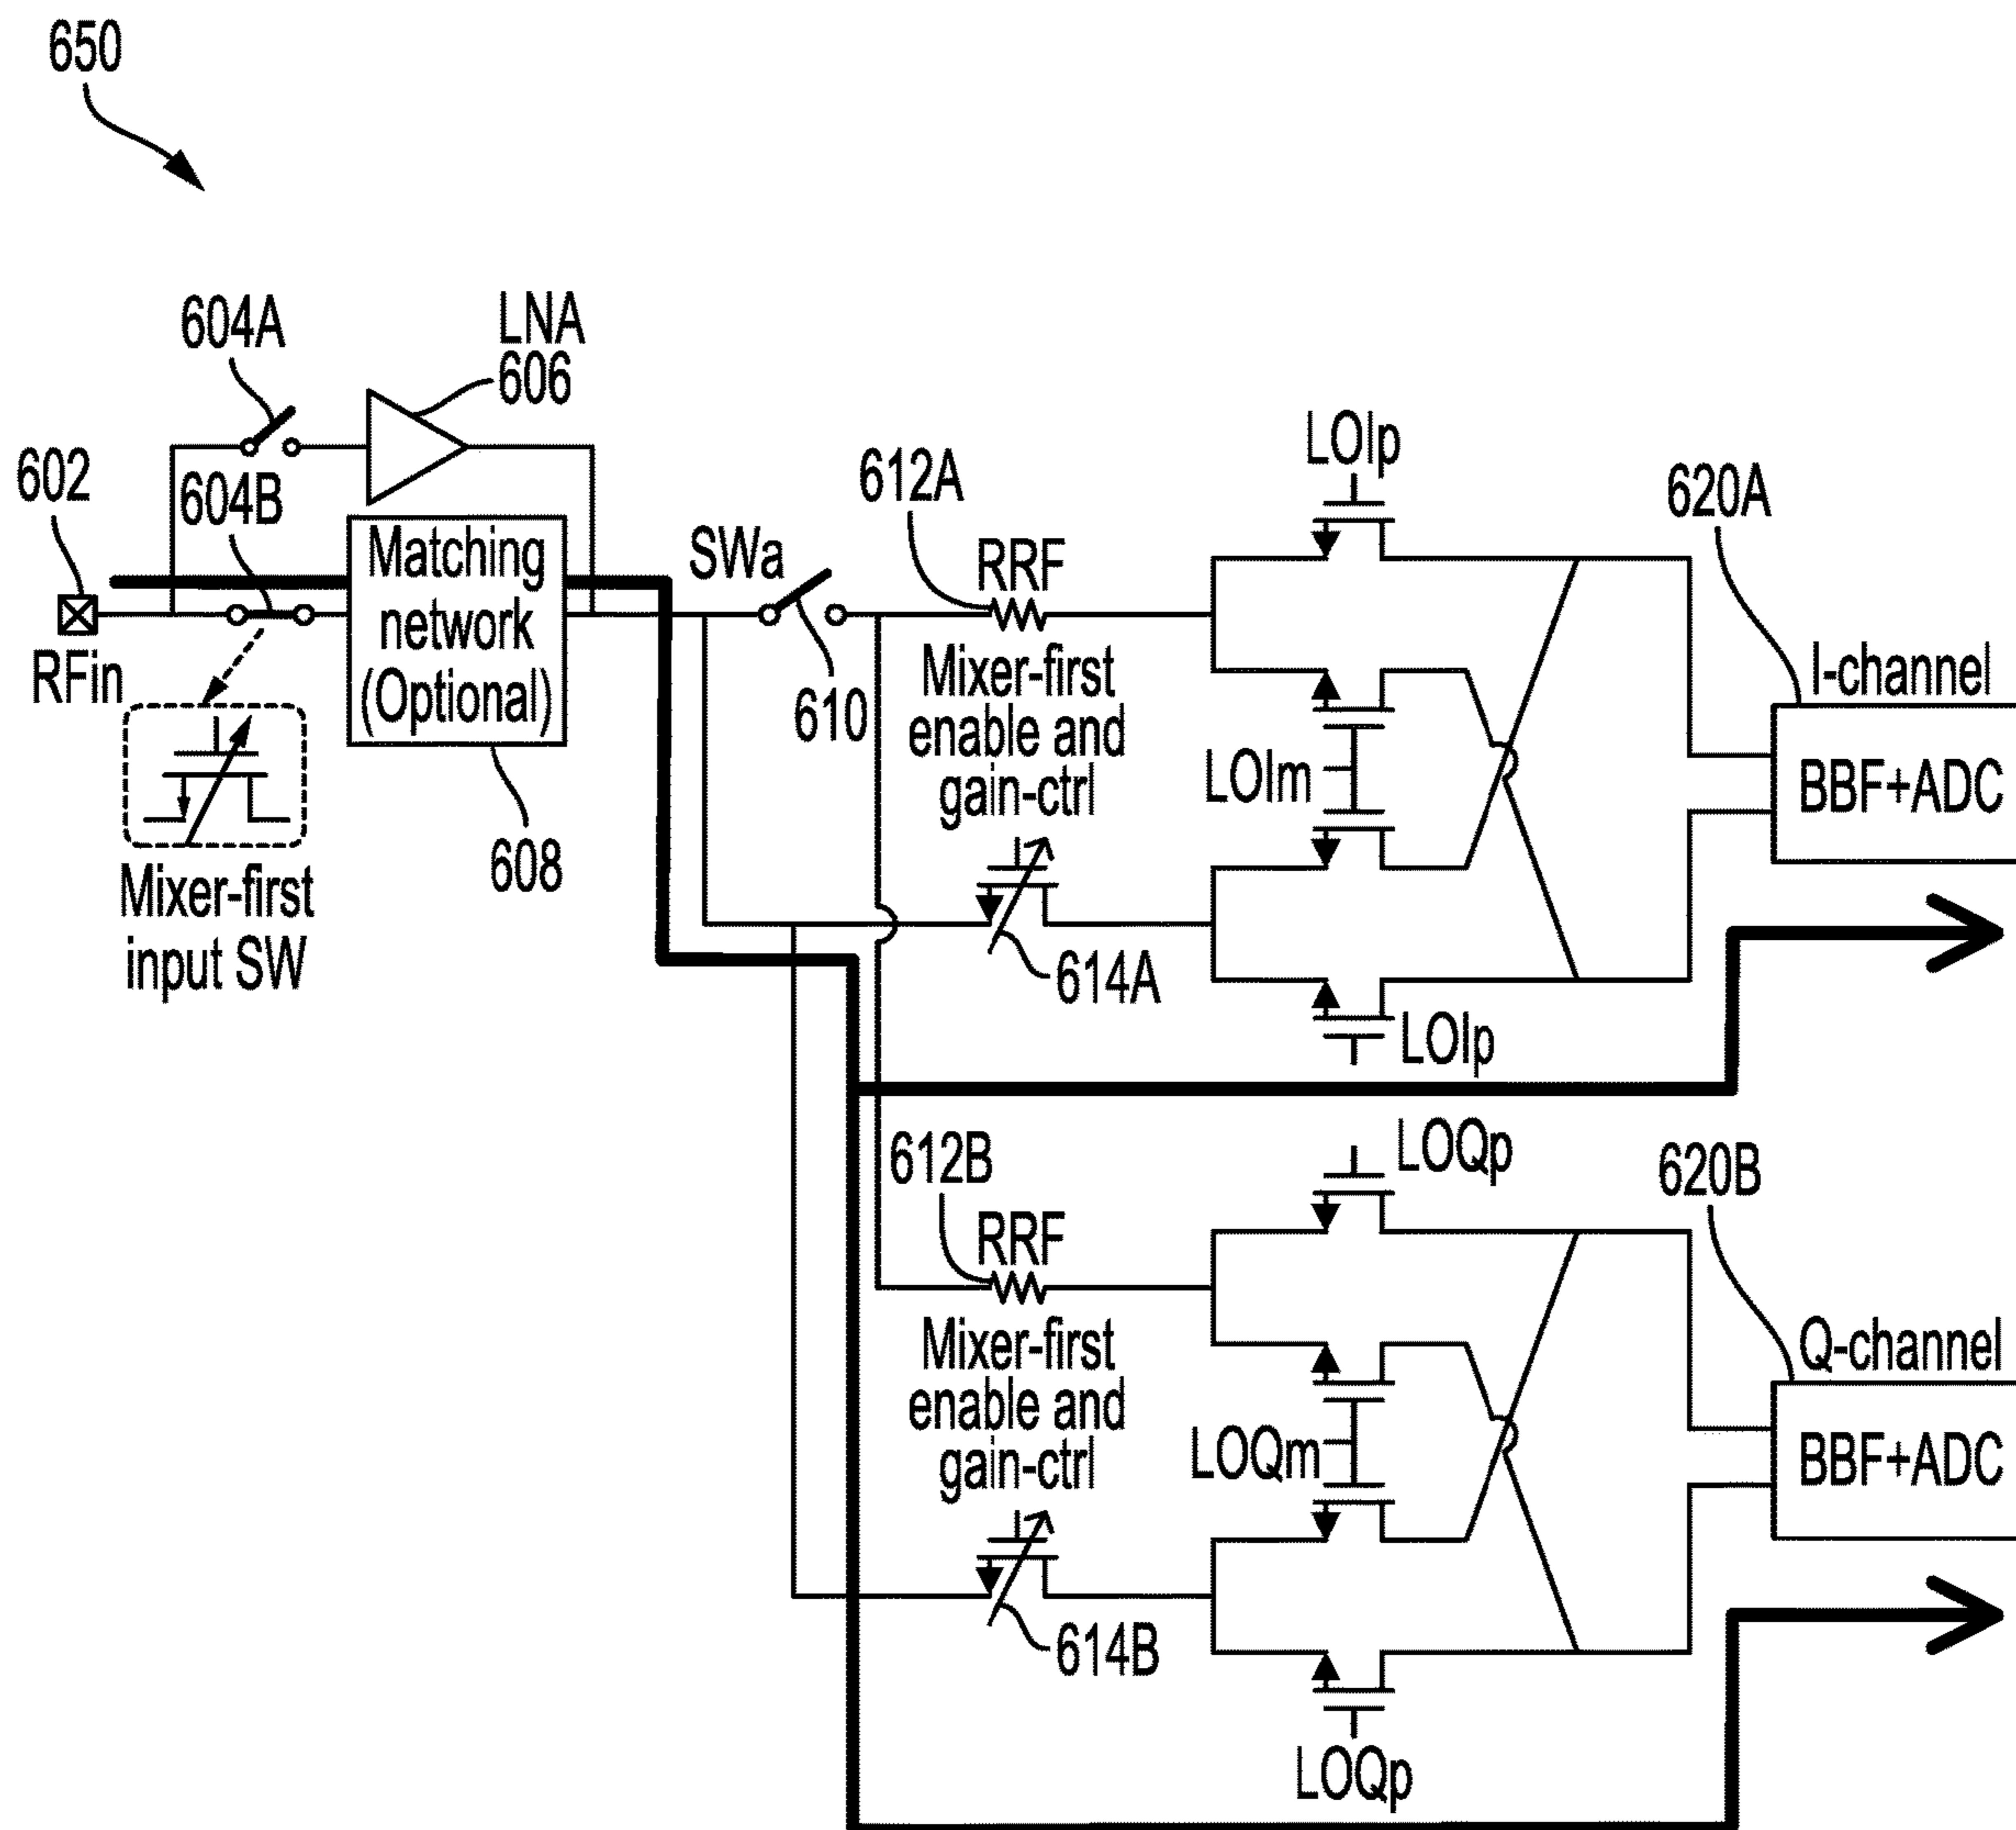 650
604A
LNA
606
602
604B
RFin
Matching
network
(Optional)
608
Mixer-first
input SW
SWa
610
612A
RRF
Mixer-first
enable and
gain-ctrl
614A
LOIp
LOIm
LOIp
620A
I-channel
BBF+ADC
612B
RRF
Mixer-first
enable and
gain-ctrl
614B
LOQp
LOQm
LOQp
620B
Q-channel
BBF+ADC